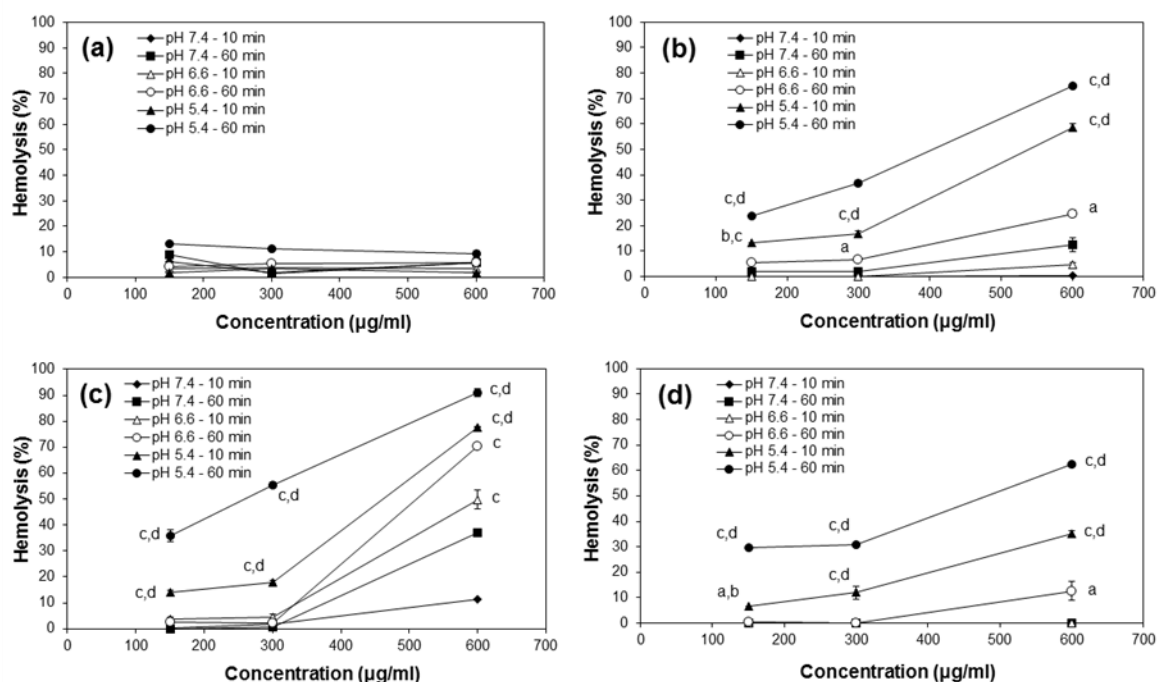 (a)
pH 7.4 - 10 min
pH 7.4 - 60 min
pH 6.6 - 10 min
pH 6.6 - 60 min
pH 5.4 - 10 min
pH 5.4 - 60 min
Hemolysis (%)
100
90
80
70
60
50
40
30
20
10
0
0 100 200 300 400 500 600 700
Concentration (µg/ml)
(b)
pH 7.4 - 10 min
pH 7.4 - 60 min
pH 6.6 - 10 min
pH 6.6 - 60 min
pH 5.4 - 10 min
pH 5.4 - 60 min
Hemolysis (%)
100
90
80
70
60
50
40
30
20
10
0
c,d
c,d
c,d
c,d
b,c
a
a
0 100 200 300 400 500 600 700
Concentration (µg/ml)
(c)
pH 7.4 - 10 min
pH 7.4 - 60 min
pH 6.6 - 10 min
pH 6.6 - 60 min
pH 5.4 - 10 min
pH 5.4 - 60 min
Hemolysis (%)
100
90
80
70
60
50
40
30
20
10
0
c,d
c,d
c
c,d
c
c,d
c,d
c,d
0 100 200 300 400 500 600 700
Concentration (µg/ml)
(d)
pH 7.4 - 10 min
pH 7.4 - 60 min
pH 6.6 - 10 min
pH 6.6 - 60 min
pH 5.4 - 10 min
pH 5.4 - 60 min
Hemolysis (%)
100
90
80
70
60
50
40
30
20
10
0
c,d
c,d
c,d
c,d
a,b
c,d
a
0 100 200 300 400 500 600 700
Concentration (µg/ml)